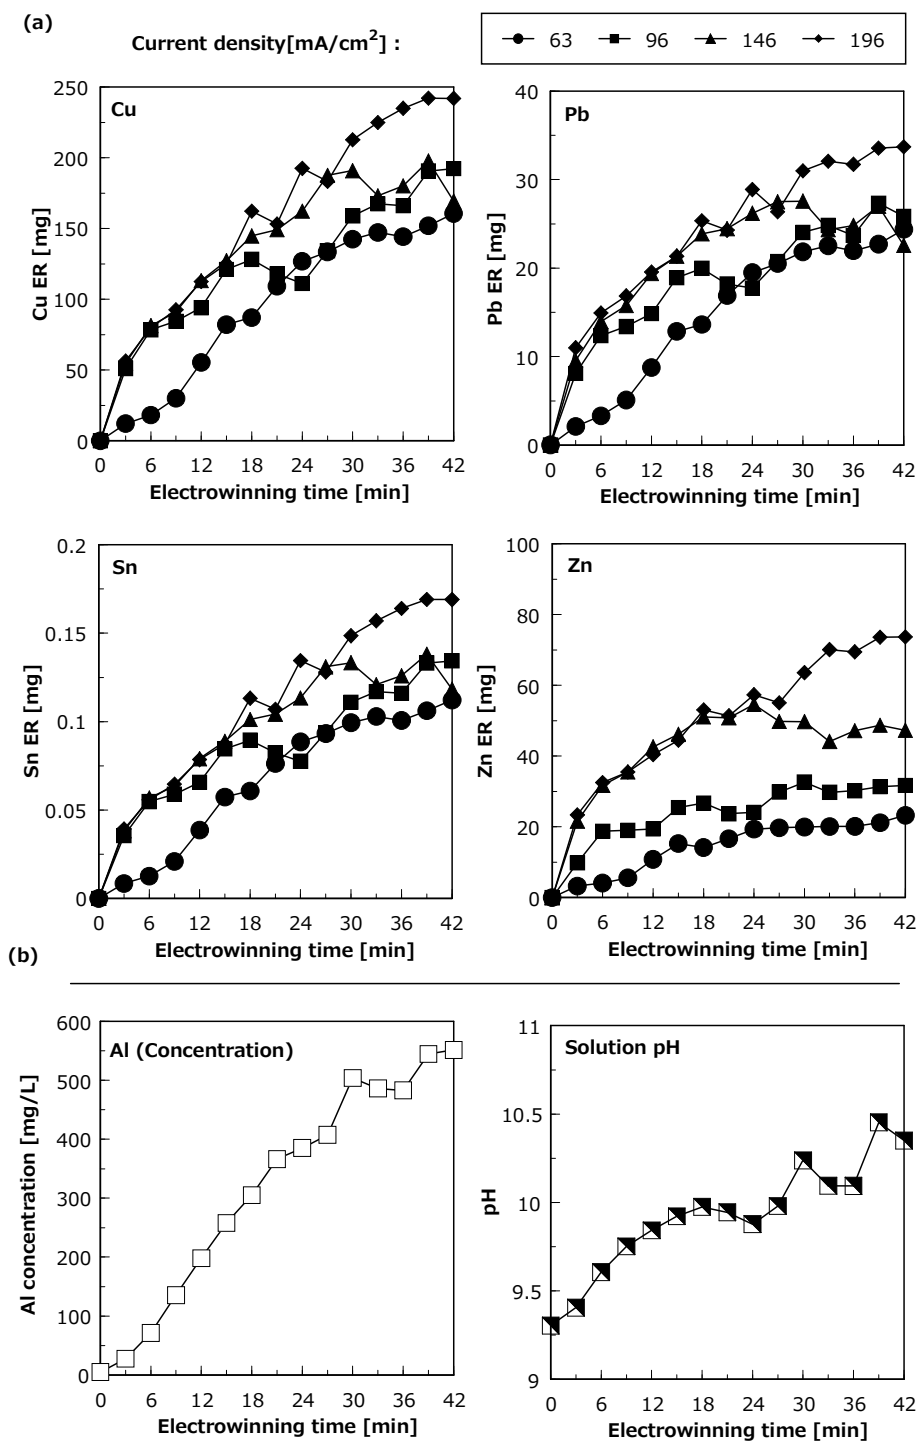 (a)
Current density[mA/cm2] :
63 96 146 196
Cu
Cu ER [mg]
250
200
150
100
50
0
0 6 12 18 24 30 36 42
Electrowinning time [min]
Pb
Pb ER [mg]
40
30
20
10
0
0 6 12 18 24 30 36 42
Electrowinning time [min]
Sn
Sn ER [mg]
0.2
0.15
0.1
0.05
0
0 6 12 18 24 30 36 42
Electrowinning time [min]
Zn
Zn ER [mg]
100
80
60
40
20
0
0 6 12 18 24 30 36 42
Electrowinning time [min]
(b)
Al (Concentration)
Al concentration [mg/L]
600
500
400
300
200
100
0
0 6 12 18 24 30 36 42
Electrowinning time [min]
Solution pH
pH
11
10.5
10
9.5
9
0 6 12 18 24 30 36 42
Electrowinning time [min]